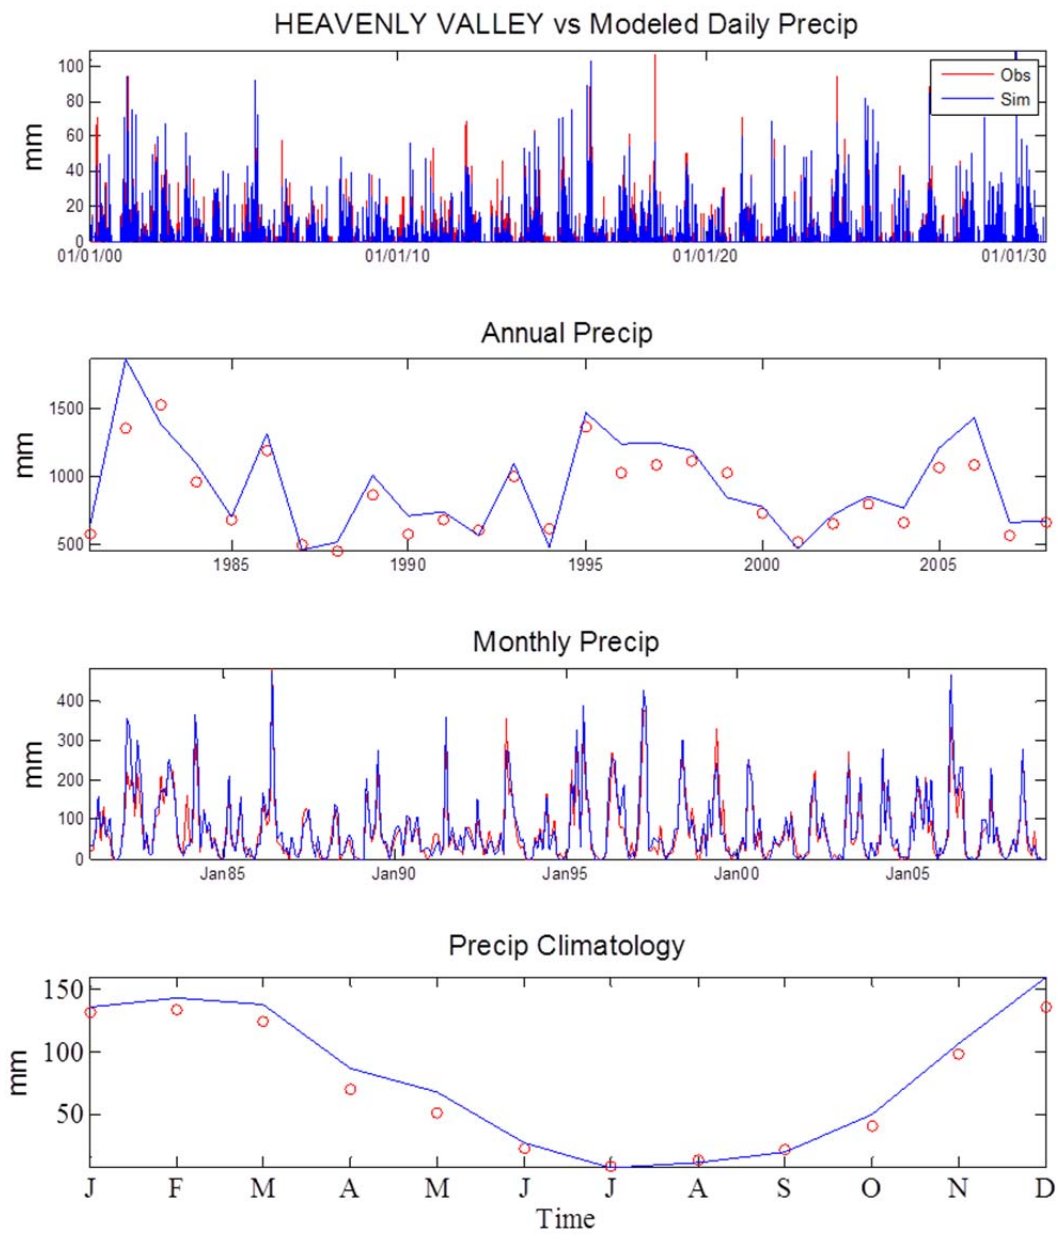 HEAVENLY VALLEY vs Modeled Daily Precip
100
80
60
40
20
0
mm
Obs
Sim
01/01/00 01/01/10 01/01/20 01/01/30
Annual Precip
1500
1000
500
mm
1985 1990 1995 2000 2005
Monthly Precip
400
300
200
100
0
mm
Jan85 Jan90 Jan95 Jan00 Jan05
Precip Climatology
150
100
50
mm
J F M A M J J A S O N D
Time